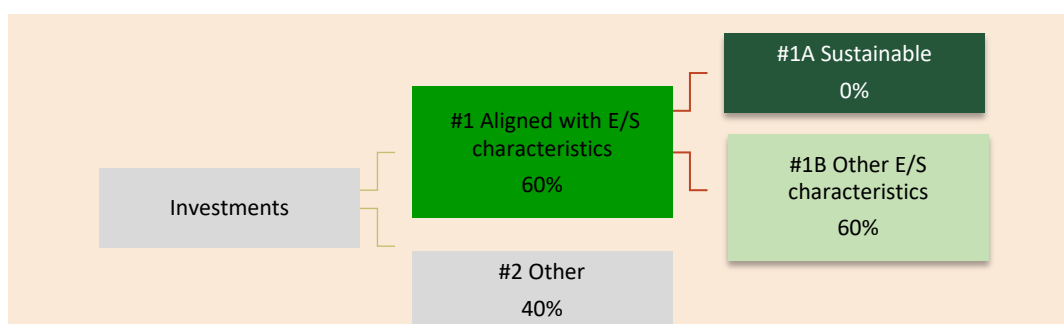 #1A Sustainable
0%
#1 Aligned with E/S
characteristics
60%
#1B Other E/S
characteristics
60%
Investments
#2 Other
40%